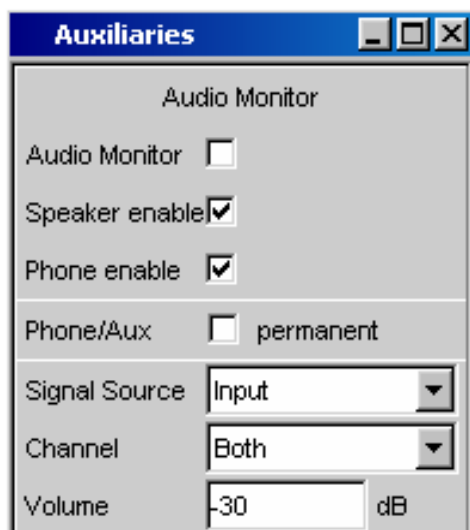 Auxiliaries
Audio Monitor
Audio Monitor
Speaker enable
Phone enable
Phone/Aux permanent
Signal Source Input
Channel Both
Volume -30 dB